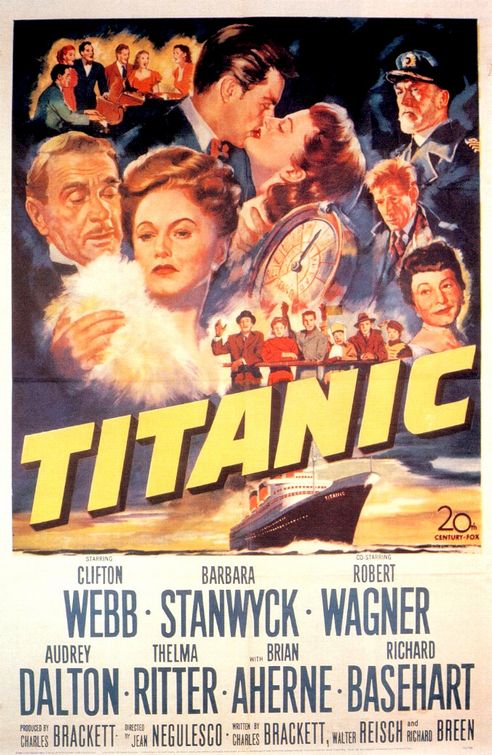 TITANIC
TITANIC
20th
CENTURY-FOX
STARRING CO-STARRING
CLIFTON BARBARA ROBERT
WEBB · STANWYCK · WAGNER
AUDREY THELMA WITH BRIAN RICHARD
DALTON · RITTER · AHERNE · BASEHART
PRODUCED BY CHARLES BRACKETT · DIRECTED BY JEAN NEGULESCO · WRITTEN BY CHARLES BRACKETT, WALTER REISCH and RICHARD BREEN